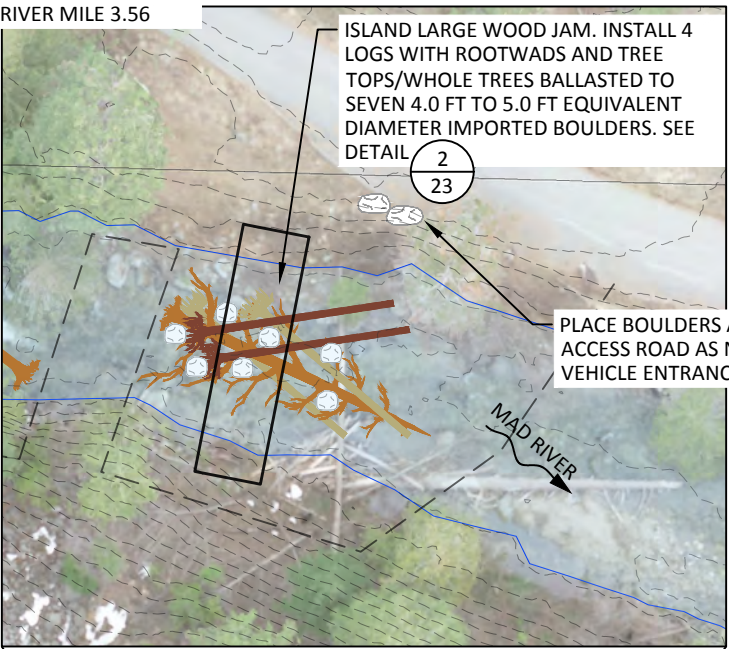 RIVER MILE 3.56
ISLAND LARGE WOOD JAM. INSTALL 4
LOGS WITH ROOTWADS AND TREE
TOPS/WHOLE TREES BALLASTED TO
SEVEN 4.0 FT TO 5.0 FT EQUIVALENT
DIAMETER IMPORTED BOULDERS. SEE
DETAIL
2
23
PLACE BOULDERS
ACCESS ROAD AS
VEHICLE
MAD RIVER